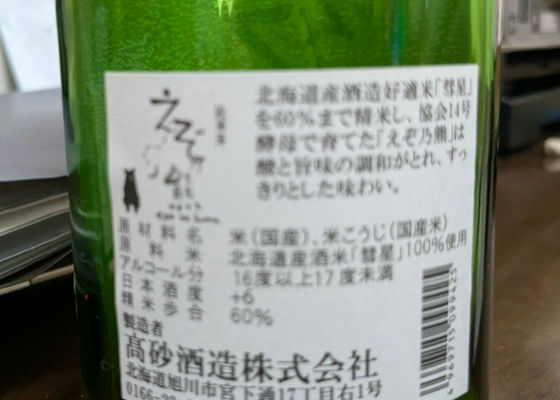 えぞ乃熊
北海道産酒造好適米「彗星」
を60%まで精米し、協会14号
酵母で育てた「えぞ乃熊」は
酸と旨味の調和がとれ、すっ
きりとした味わい。
原材料名 米(国産)、米こうじ(国産米)
原料米 北海道産酒米「彗星」100%使用
アルコール分 16度以上17度未満
日本酒度 +6
精米歩合 60%
製造者
髙砂酒造株式会社
北海道旭川市宮下通17丁目右1号
0166-
4969715099425